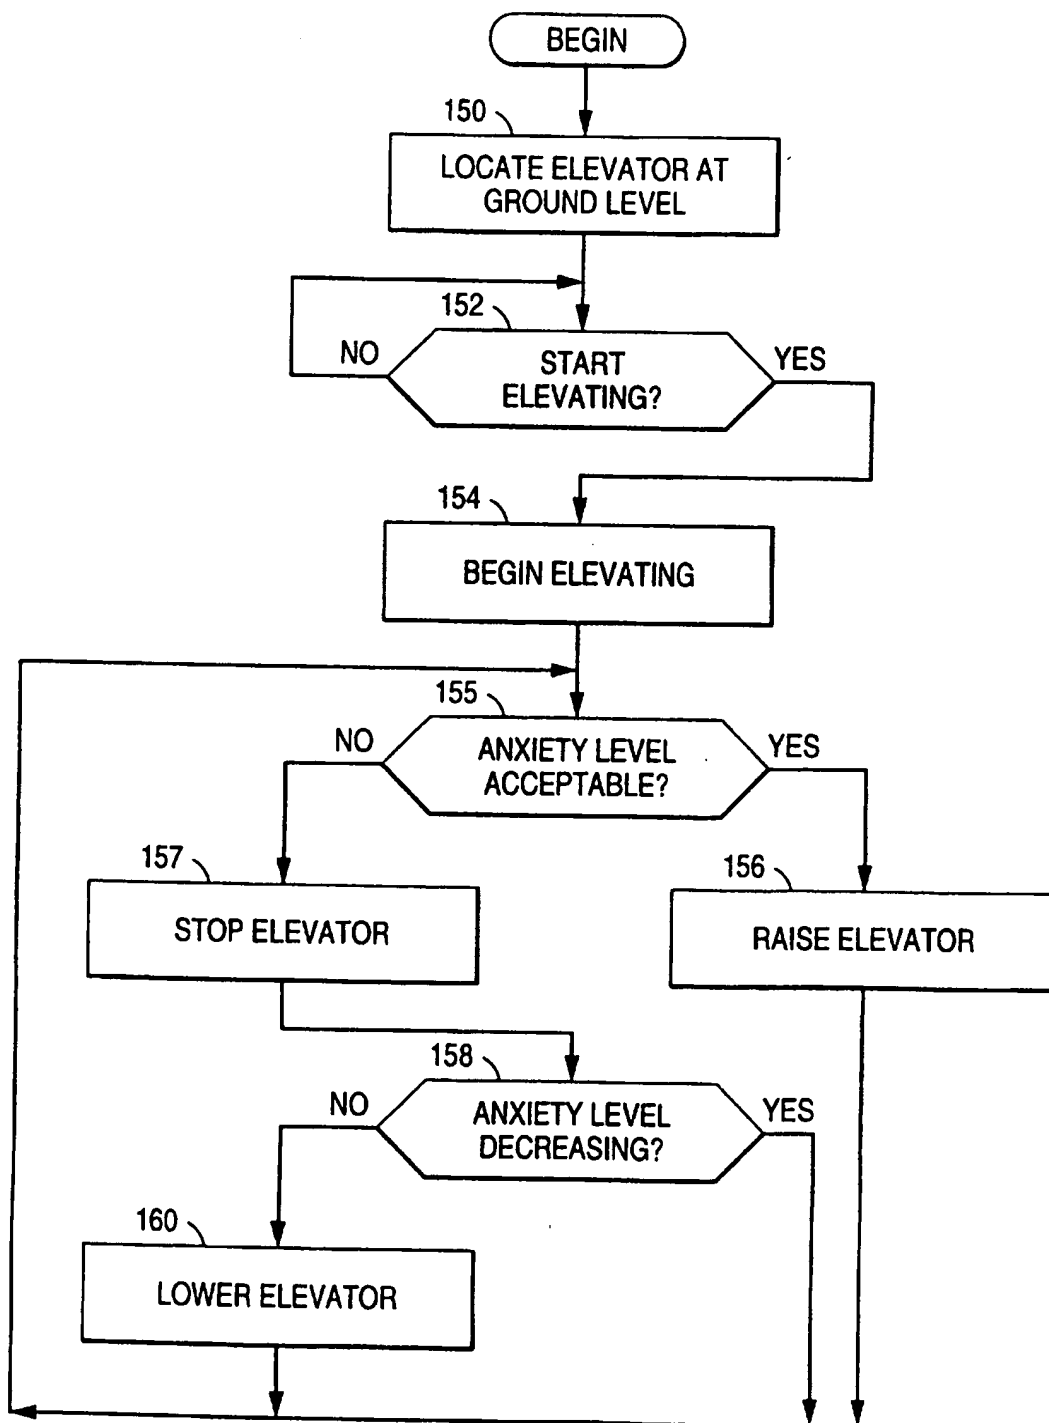 BEGIN
150
LOCATE ELEVATOR AT
GROUND LEVEL
152
NO
YES
START
ELEVATING?
154
BEGIN ELEVATING
155
NO
YES
ANXIETY LEVEL
ACCEPTABLE?
157
156
STOP ELEVATOR
RAISE ELEVATOR
158
NO
YES
ANXIETY LEVEL
DECREASING?
160
LOWER ELEVATOR